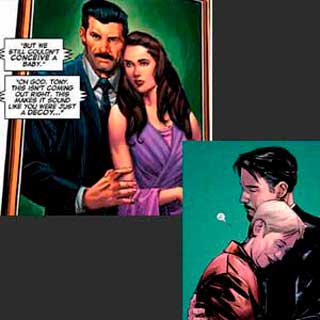 "BUT WE
STILL COULDN'T
CONCEIVE A
BABY."
"OH GOD, TONY.
THIS ISN'T COMING
OUT RIGHT. THIS
MAKES IT SOUND
LIKE YOU WERE JUST
A DECOY..."